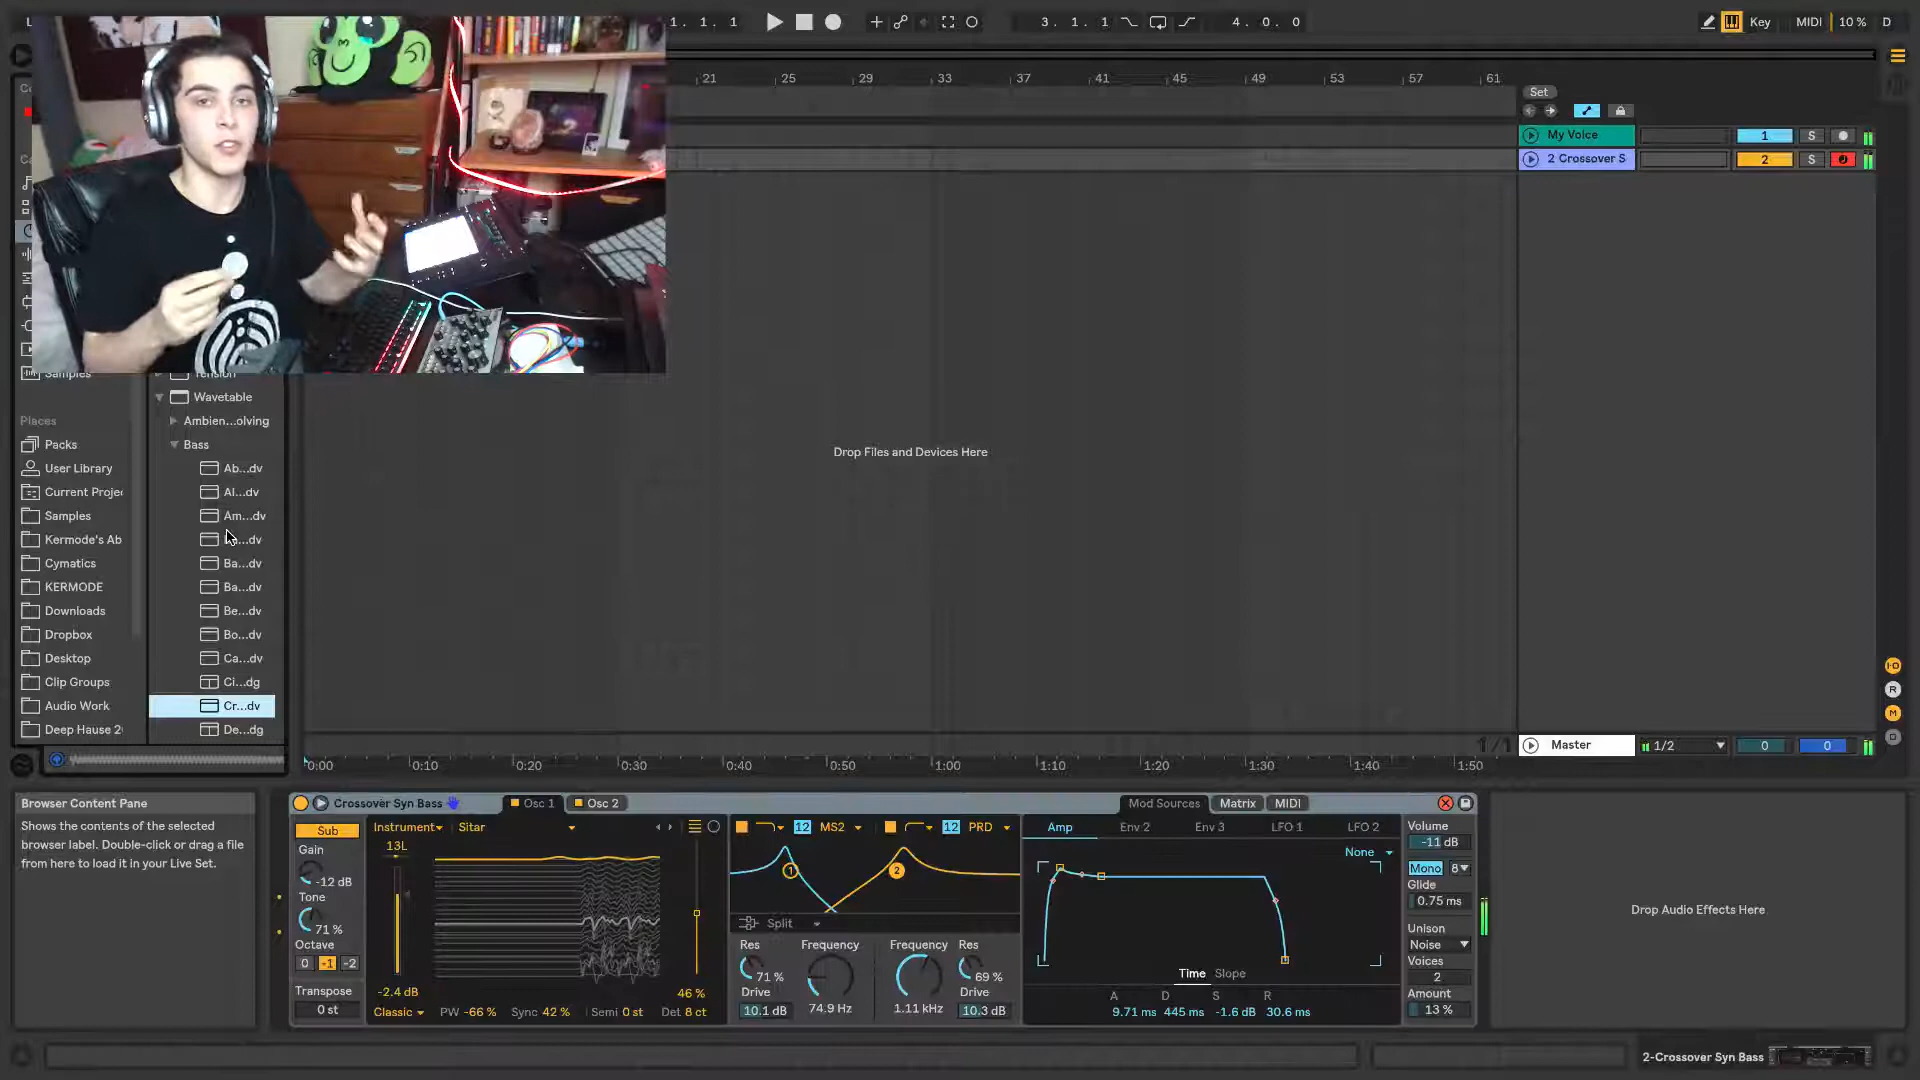 1. 1. 1
3. 1. 1
4. 0. 0
Key
MIDI
10 %
D
21
25
29
33
37
41
45
49
53
57
61
Set
My Voice
1
S
2 Crossover S
2
S
Samples
Tension
Wavetable
Places
Ambien...olving
Packs
Bass
User Library
Ab...dv
Current Projec
Al...dv
Samples
Am...dv
Kermode's Ab
...dv
Cymatics
Ba...dv
KERMODE
Ba...dv
Downloads
Be...dv
Dropbox
Bo...dv
Desktop
Ca...dv
Clip Groups
Ci...dg
Audio Work
Cr...dv
Deep Hause 2
De...dg
Drop Files and Devices Here
1/1
Master
1/2
0
0
0:00
0:10
0:20
0:30
0:40
0:50
1:00
1:10
1:20
1:30
1:40
1:50
I·O
R
M
D
Browser Content Pane
Shows the contents of the selected
browser label. Double-click or drag a file
from here to load it in your Live Set.
Crossover Syn Bass
Osc 1
Osc 2
Mod Sources
Matrix
MIDI
Sub
Gain
-12 dB
Tone
71 %
Octave
0
-1
-2
Transpose
0 st
Instrument
Sitar
13L
-2.4 dB
46 %
Classic
PW -66 %
Sync 42 %
Semi 0 st
Det 8 ct
12
MS2
12
PRD
1
2
Split
Res
Frequency
Frequency
Res
71 %
69 %
Drive
Drive
10.1 dB
74.9 Hz
1.11 kHz
10.3 dB
Amp
Env 2
Env 3
LFO 1
LFO 2
None
Time
Slope
A
D
S
R
9.71 ms
445 ms
-1.6 dB
30.6 ms
Volume
-11 dB
Mono
8
Glide
0.75 ms
Unison
Noise
Voices
2
Amount
13 %
Drop Audio Effects Here
2-Crossover Syn Bass